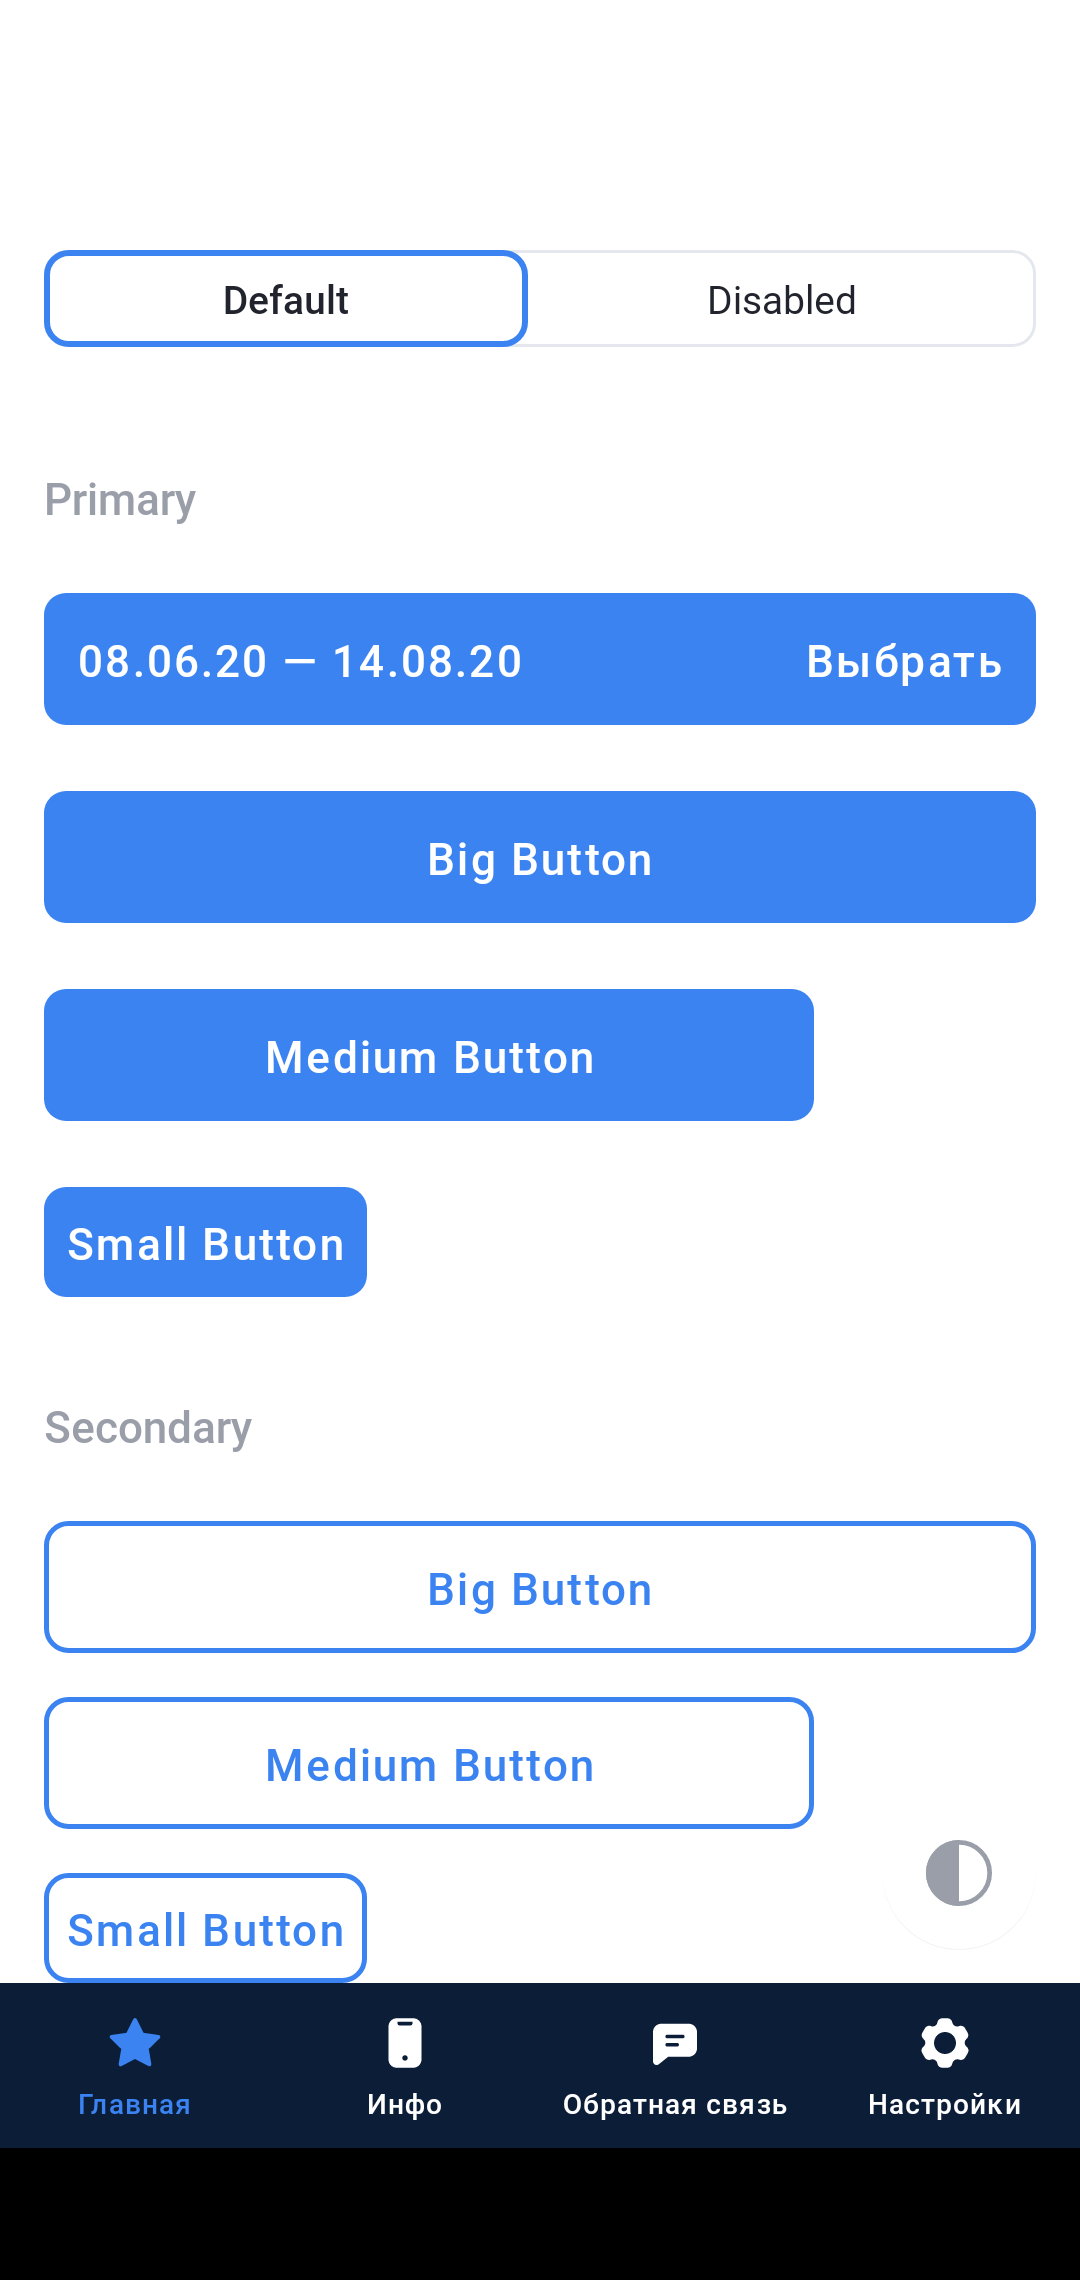 Default Disabled
Primary
08.06.20 — 14.08.20 Выбрать
Big Button
Medium Button
Small Button
Secondary
Big Button
Medium Button
Small Button
Главная Инфо Обратная связь Настройки